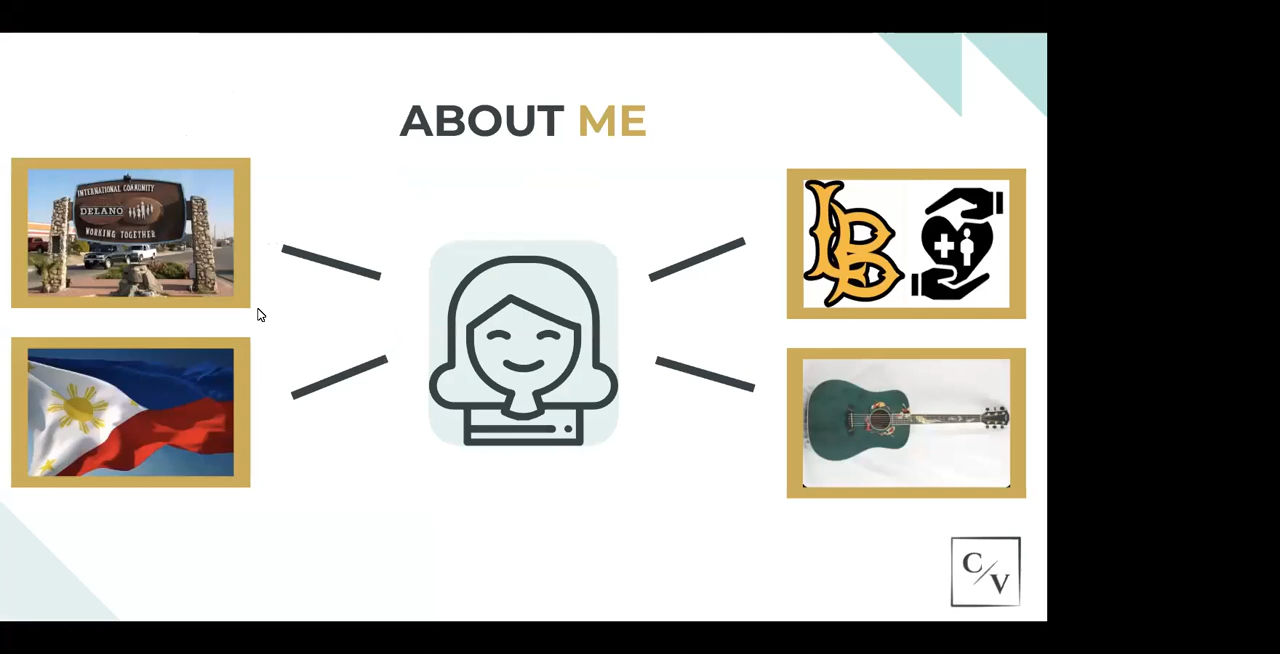 ABOUT ME
INTERNATIONAL COMMUNITY
DELANO
WORKING TOGETHER
LB
C/V